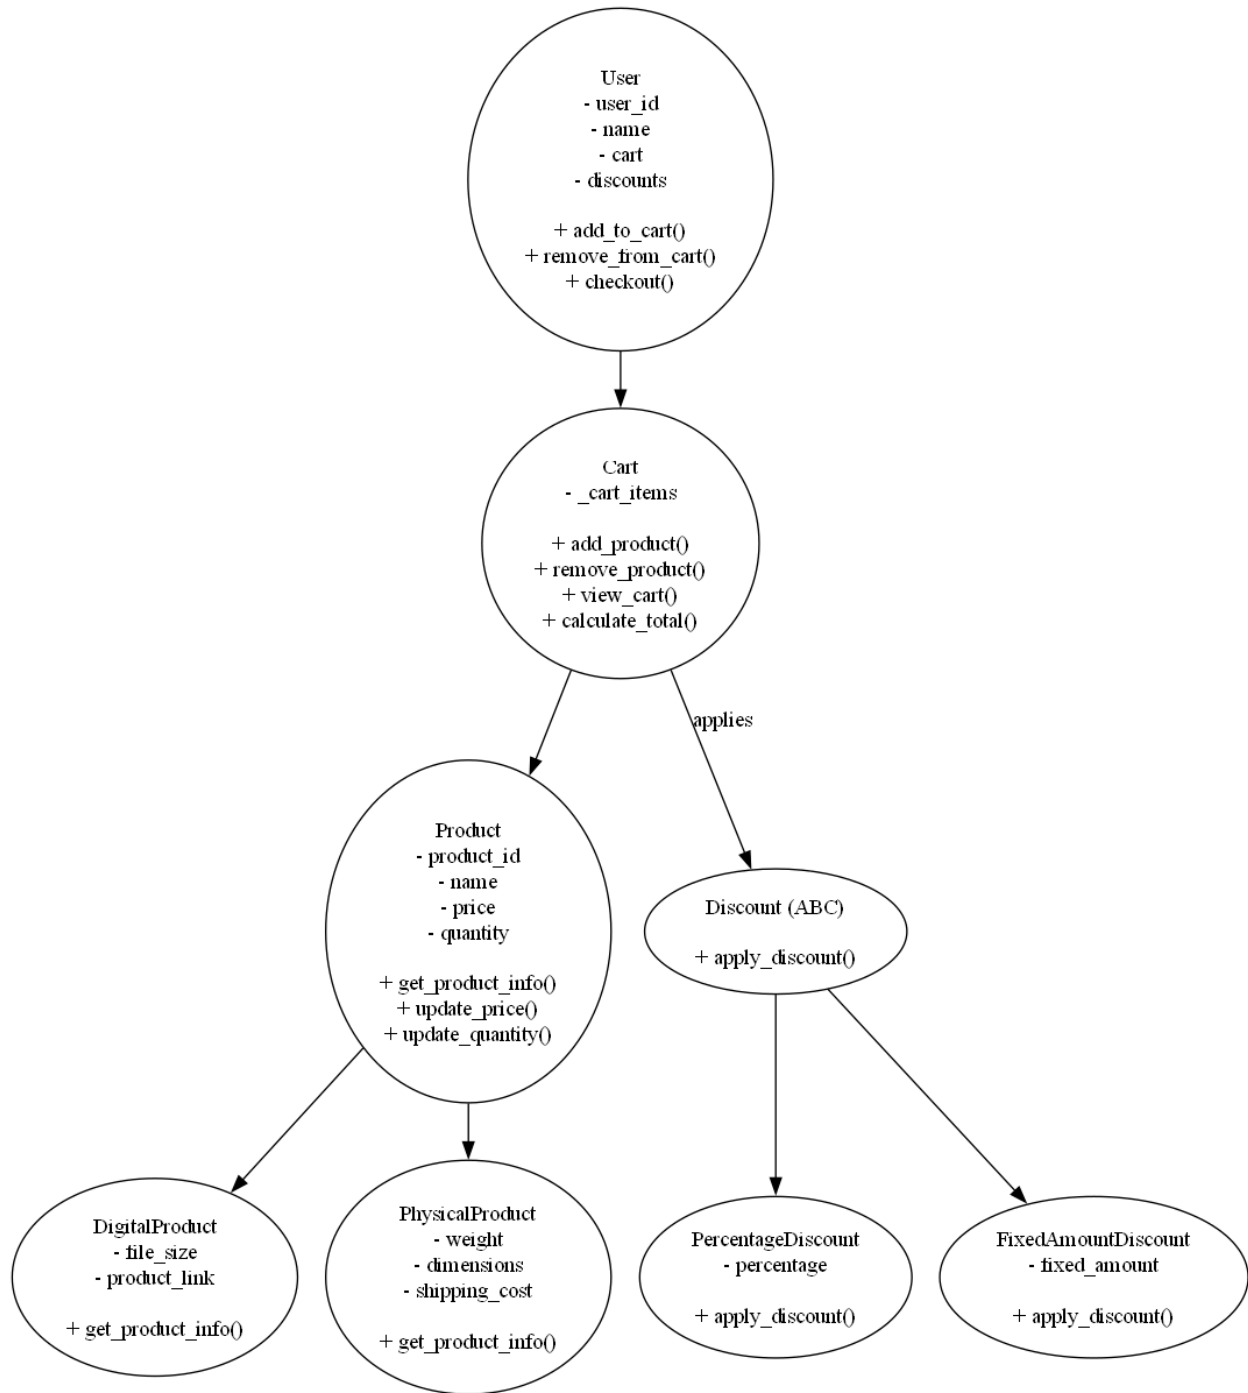 User
- user_id
- name
- cart
- discounts
+ add_to_cart()
+ remove_from_cart()
+ checkout()
Cart
- _cart_items
+ add_product()
+ remove_product()
+ view_cart()
+ calculate_total()
applies
Product
- product_id
- name
- price
- quantity
+ get_product_info()
+ update_price()
+ update_quantity()
Discount (ABC)
+ apply_discount()
DigitalProduct
- file_size
- product_link
+ get_product_info()
PhysicalProduct
- weight
- dimensions
- shipping_cost
+ get_product_info()
PercentageDiscount
- percentage
+ apply_discount()
FixedAmountDiscount
- fixed_amount
+ apply_discount()